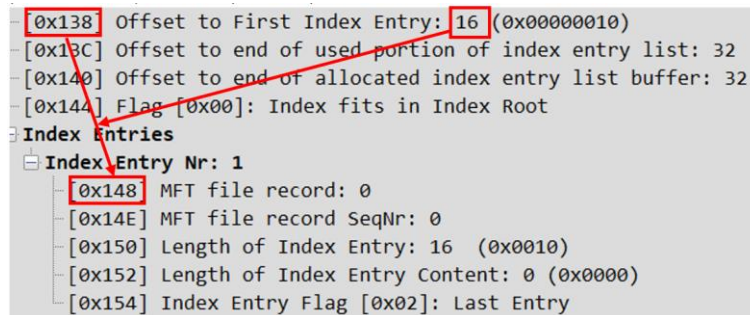 [0x138] Offset to First Index Entry: 16 (0x00000010)
[0x13C] Offset to end of used portion of index entry list: 32
[0x140] Offset to end of allocated index entry list buffer: 32
[0x144] Flag [0x00]: Index fits in Index Root
Index Entries
Index Entry Nr: 1
[0x148] MFT file record: 0
[0x14E] MFT file record SeqNr: 0
[0x150] Length of Index Entry: 16 (0x0010)
[0x152] Length of Index Entry Content: 0 (0x0000)
[0x154] Index Entry Flag [0x02]: Last Entry